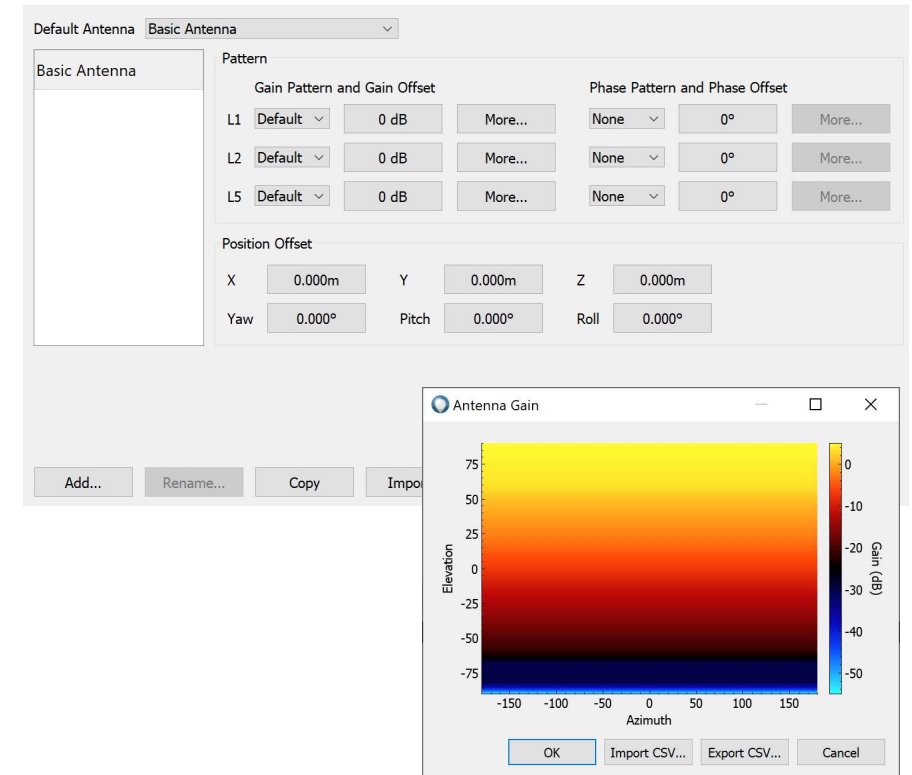 Default Antenna Basic Antenna
Basic Antenna
Pattern
Gain Pattern and Gain Offset Phase Pattern and Phase Offset
L1 Default 0 dB More... None 0° More...
L2 Default 0 dB More... None 0° More...
L5 Default 0 dB More... None 0° More...
Position Offset
X 0.000m Y 0.000m Z 0.000m
Yaw 0.000° Pitch 0.000° Roll 0.000°
Add... Rename... Copy
Antenna Gain
75
50
25
0
-25
-50
-75
Elevation
-150 -100 -50 0 50 100 150
Azimuth
0
-10
-20
-30
-40
-50
Gain (dB)
OK Import CSV... Export CSV... Cancel